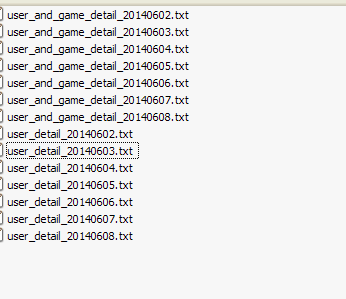 user_and_game_detail_20140602.txt
user_and_game_detail_20140603.txt
user_and_game_detail_20140604.txt
user_and_game_detail_20140605.txt
user_and_game_detail_20140606.txt
user_and_game_detail_20140607.txt
user_and_game_detail_20140608.txt
user_detail_20140602.txt
user_detail_20140603.txt
user_detail_20140604.txt
user_detail_20140605.txt
user_detail_20140606.txt
user_detail_20140607.txt
user_detail_20140608.txt